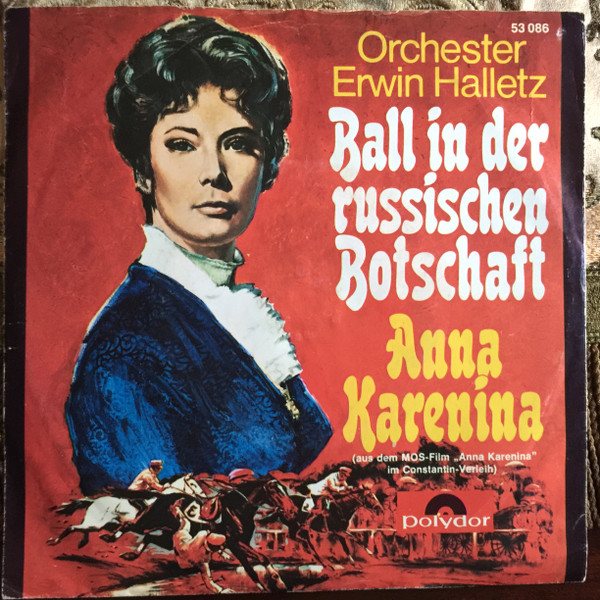 53 086
Orchester
Erwin Halletz
Ball in der
russischen
Botschaft
Anna
Karenina
(aus dem MOS-Film „Anna Karenina"
im Constantin-Verleih)
polydor